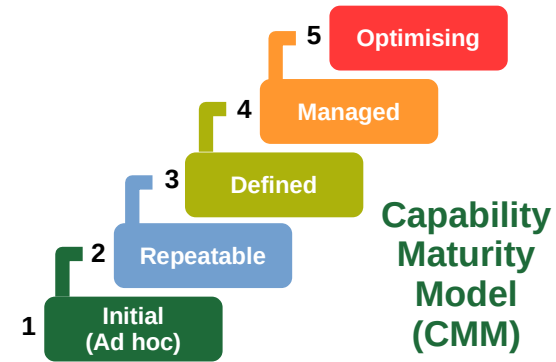 5 Optimising
4 Managed
3 Defined
2 Repeatable
1 Initial
(Ad hoc)
Capability
Maturity
Model
(CMM)